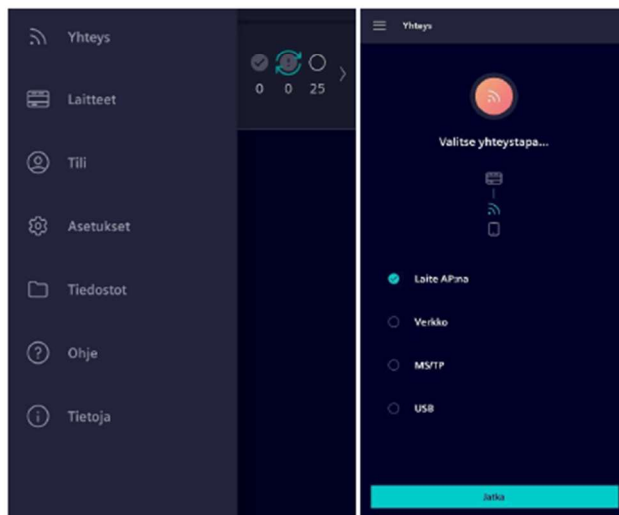 Yhteys
Laitteet
0 0 25
Tili
Asetukset
Tiedostot
Ohje
Tietoja
Yhteys
Valitse yhteystapa...
Laite AP:na
Verkko
MS/TP
USB
Jatka